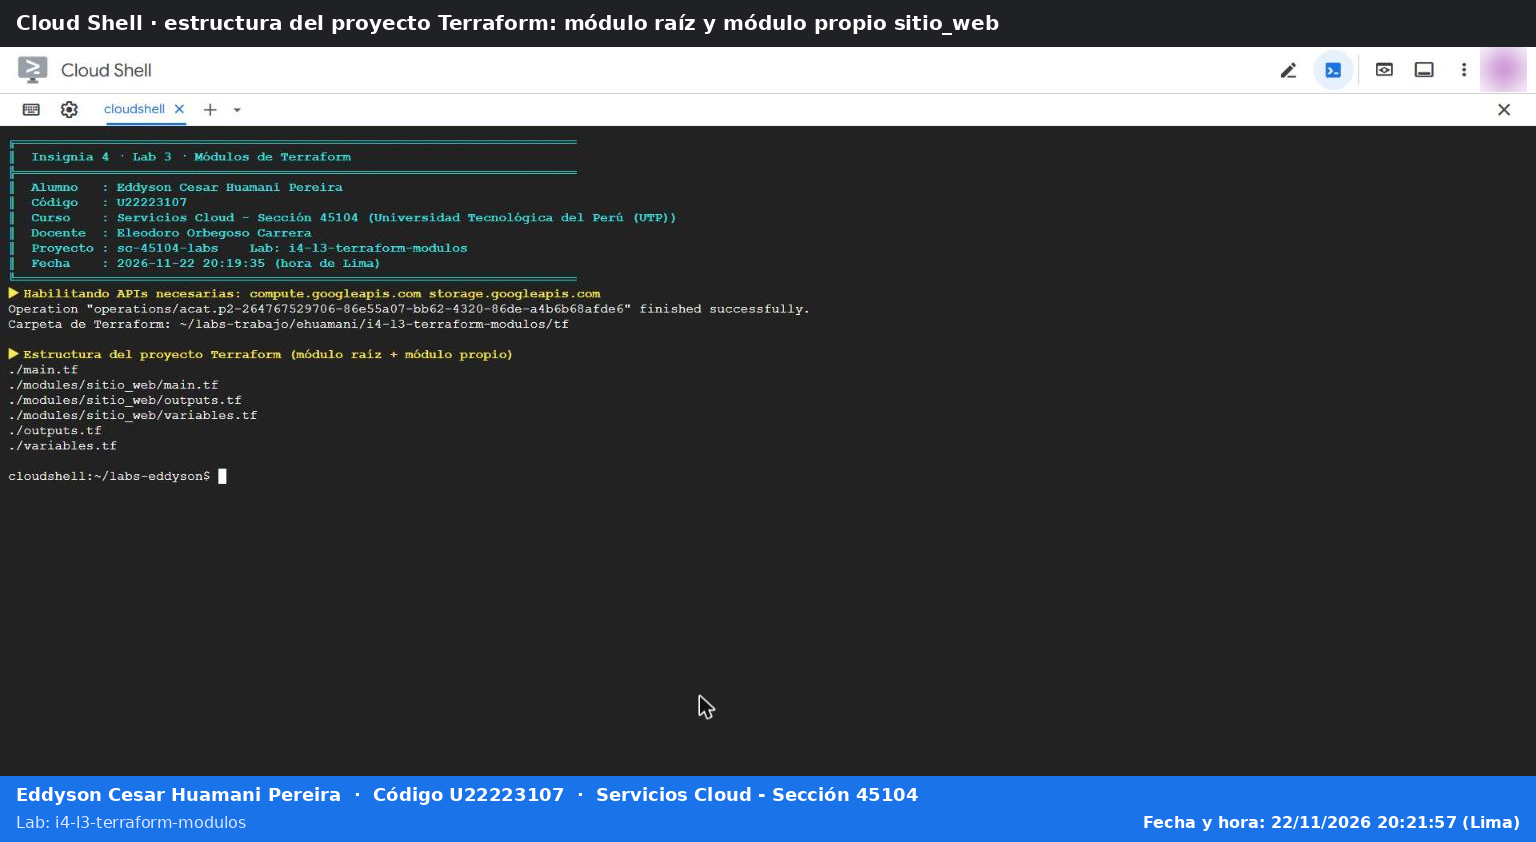 Cloud Shell · estructura del proyecto Terraform: módulo raíz y módulo propio sitio_web
Cloud Shell
cloudshell
Insignia 4 · Lab 3 · Módulos de Terraform
Alumno : Eddyson Cesar Huamani Pereira
Código : U22223107
Curso : Servicios Cloud - Sección 45104 (Universidad Tecnológica del Perú (UTP))
Docente : Eleodoro Orbegoso Carrera
Proyecto : sc-45104-labs Lab: i4-l3-terraform-modulos
Fecha : 2026-11-22 20:19:35 (hora de Lima)
▶ Habilitando APIs necesarias: compute.googleapis.com storage.googleapis.com
Operation "operations/acat.p2-264767529706-86e55a07-bb62-4320-86de-a4b6b68afde6" finished successfully.
Carpeta de Terraform: ~/labs-trabajo/ehuamani/i4-l3-terraform-modulos/tf
▶ Estructura del proyecto Terraform (módulo raíz + módulo propio)
./main.tf
./modules/sitio_web/main.tf
./modules/sitio_web/outputs.tf
./modules/sitio_web/variables.tf
./outputs.tf
./variables.tf
cloudshell:~/labs-eddyson$
Eddyson Cesar Huamani Pereira · Código U22223107 · Servicios Cloud - Sección 45104
Lab: i4-l3-terraform-modulos
Fecha y hora: 22/11/2026 20:21:57 (Lima)